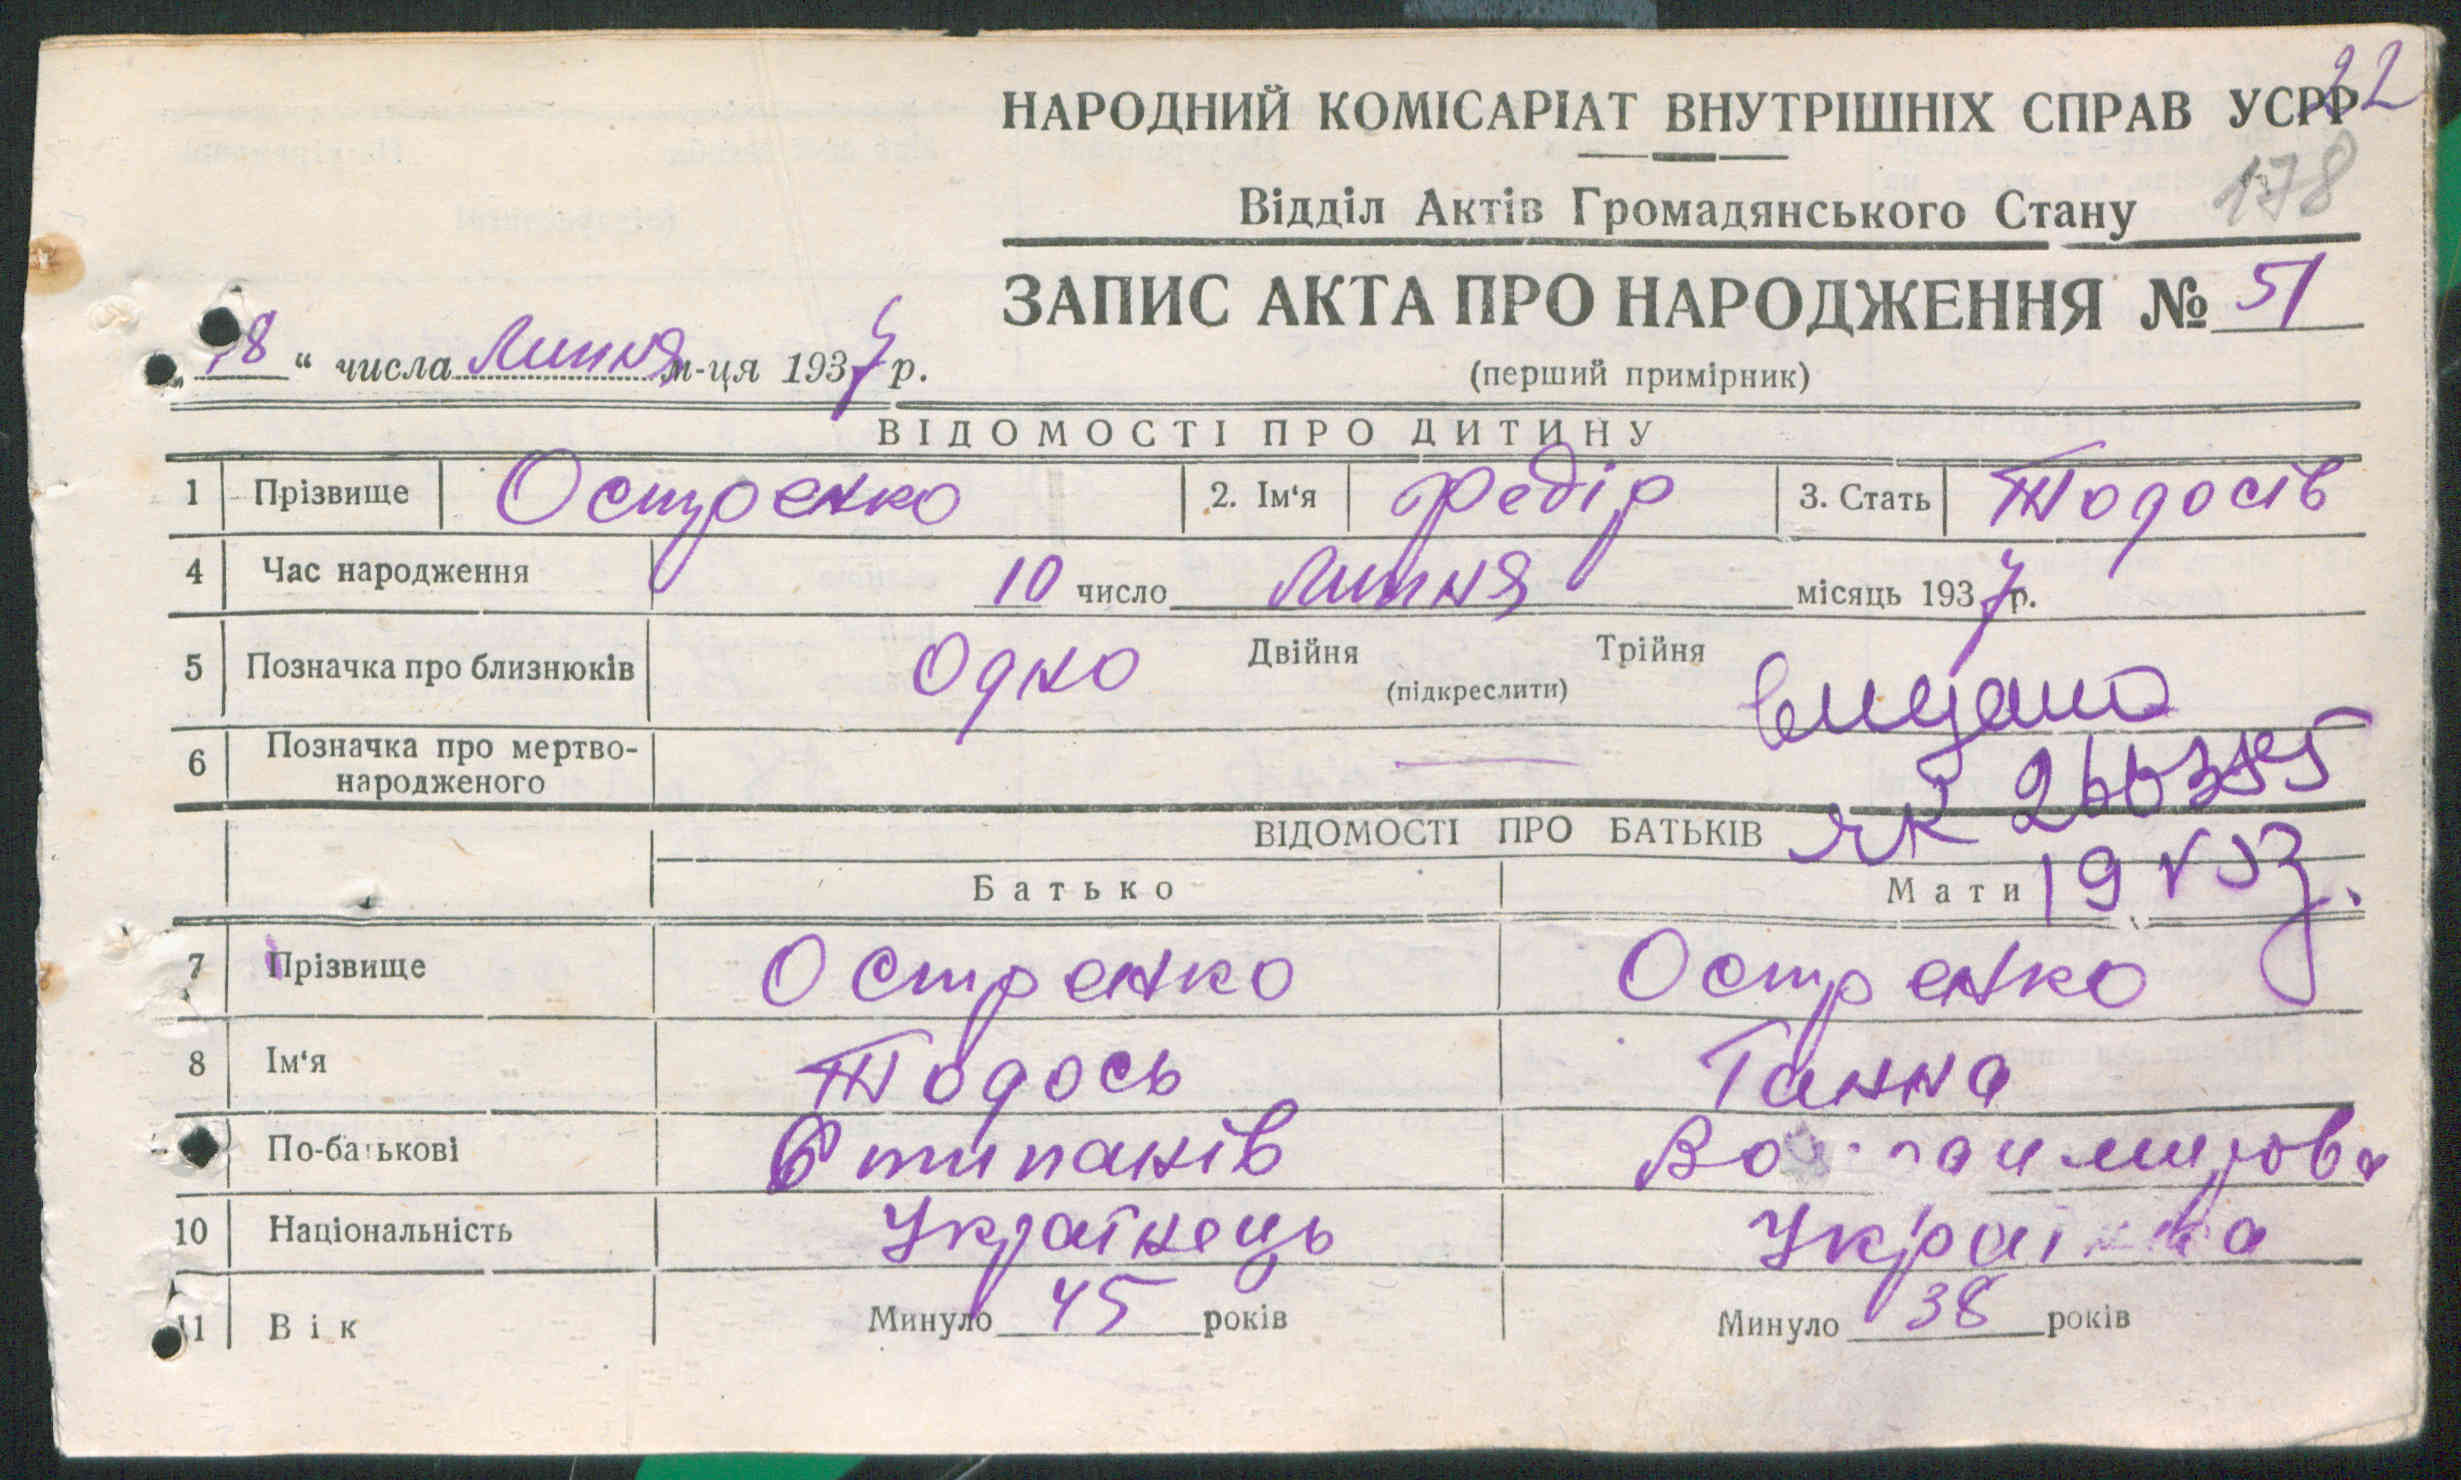 22
НАРОДНИЙ КОМІСАРІАТ ВНУТРІШНІХ СПРАВ УСРР
178
Відділ Актів Громадянського Стану
ЗАПИС АКТА ПРО НАРОДЖЕННЯ № 51
„18“ числа Липня м-ця 1937 р.
(перший примірник)
ВІДОМОСТІ ПРО ДИТИНУ
1 Прізвище Остренко 2. Ім‘я Федір 3. Стать Тодосів
4 Час народження 10 число Липня місяць 1937 р.
5 Позначка про близнюків Одно Двійня Трійня
(підкреслити)
6 Позначка про мертво-
народженого —
ВІДОМОСТІ ПРО БАТЬКІВ
Батько Мати
7 Прізвище Остренко Остренко
8 Ім‘я Тодось Ганна
По-батькові Стипанів
10 Національність Українець Українка
11 Вік Минуло 45 років Минуло 38 років